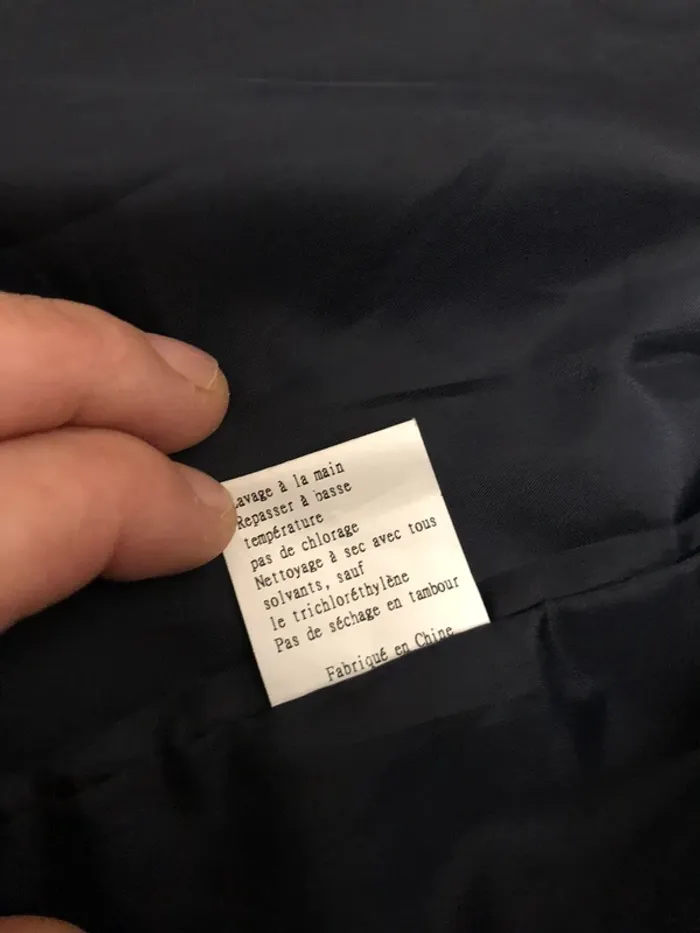 Lavage à la main
Repasser à basse
température
pas de chlorage
Nettoyage à sec avec tous
solvants, sauf
le trichloréthylène
Pas de séchage en tambour
Fabriqué en Chine